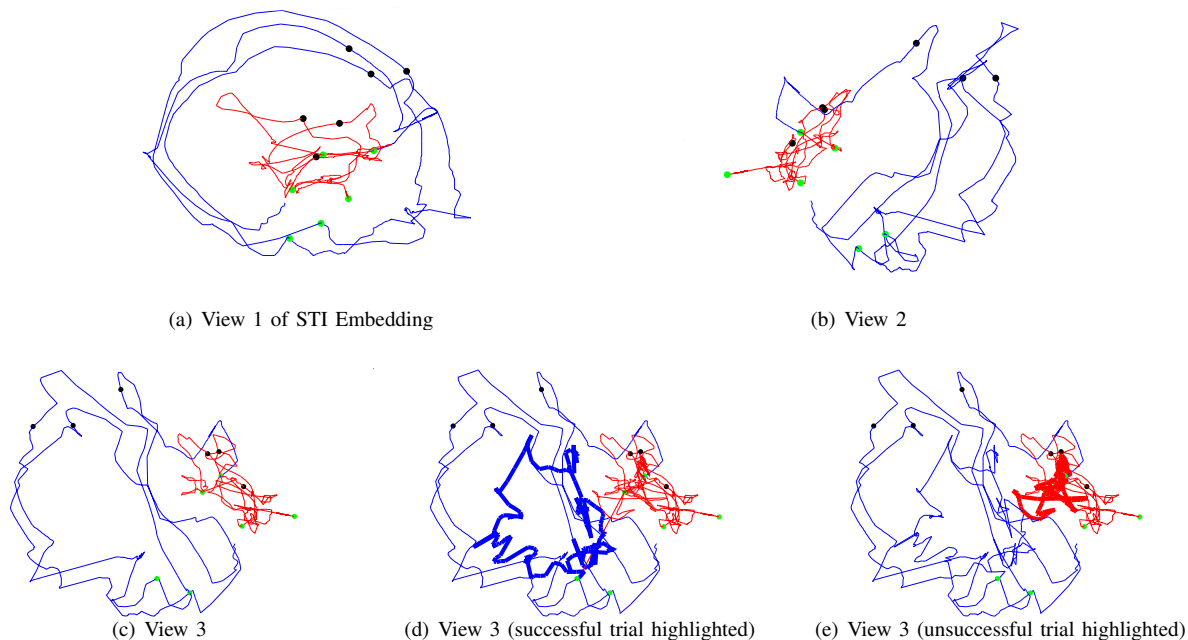 (a) View 1 of STI Embedding
(b) View 2
(c) View 3
(d) View 3 (successful trial highlighted)
(e) View 3 (unsuccessful trial highlighted)